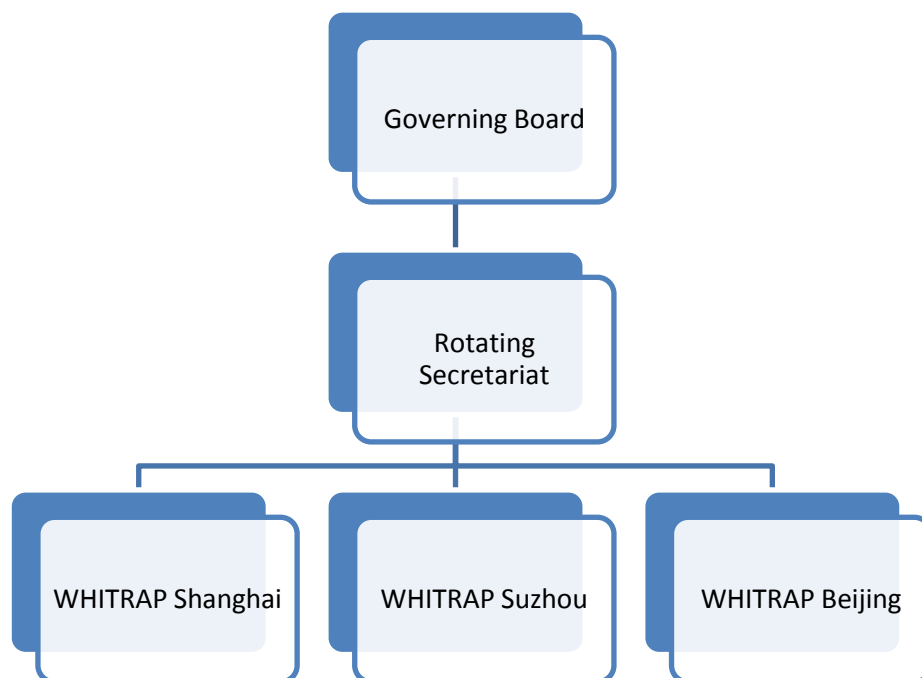 Governing Board
Rotating
Secretariat
WHITRAP Shanghai
WHITRAP Suzhou
WHITRAP Beijing